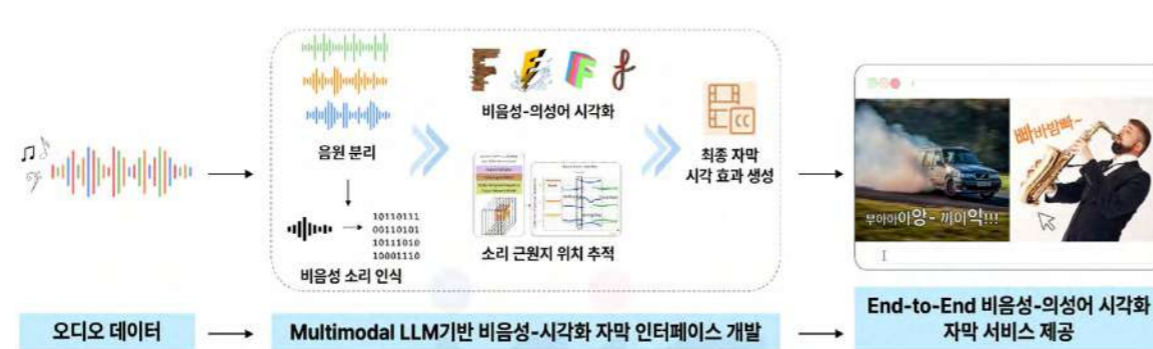 음원 분리
10110111
00110101
10111010
10001110
비음성 소리 인식
F F F f
비음성-의성어 시각화
소리 근원지 위치 추적
CC
최종 자막
시각 효과 생성
부아아아앙- 끼이익!!!
빠바밤빡~
오디오 데이터
Multimodal LLM기반 비음성-시각화 자막 인터페이스 개발
End-to-End 비음성-의성어 시각화
자막 서비스 제공